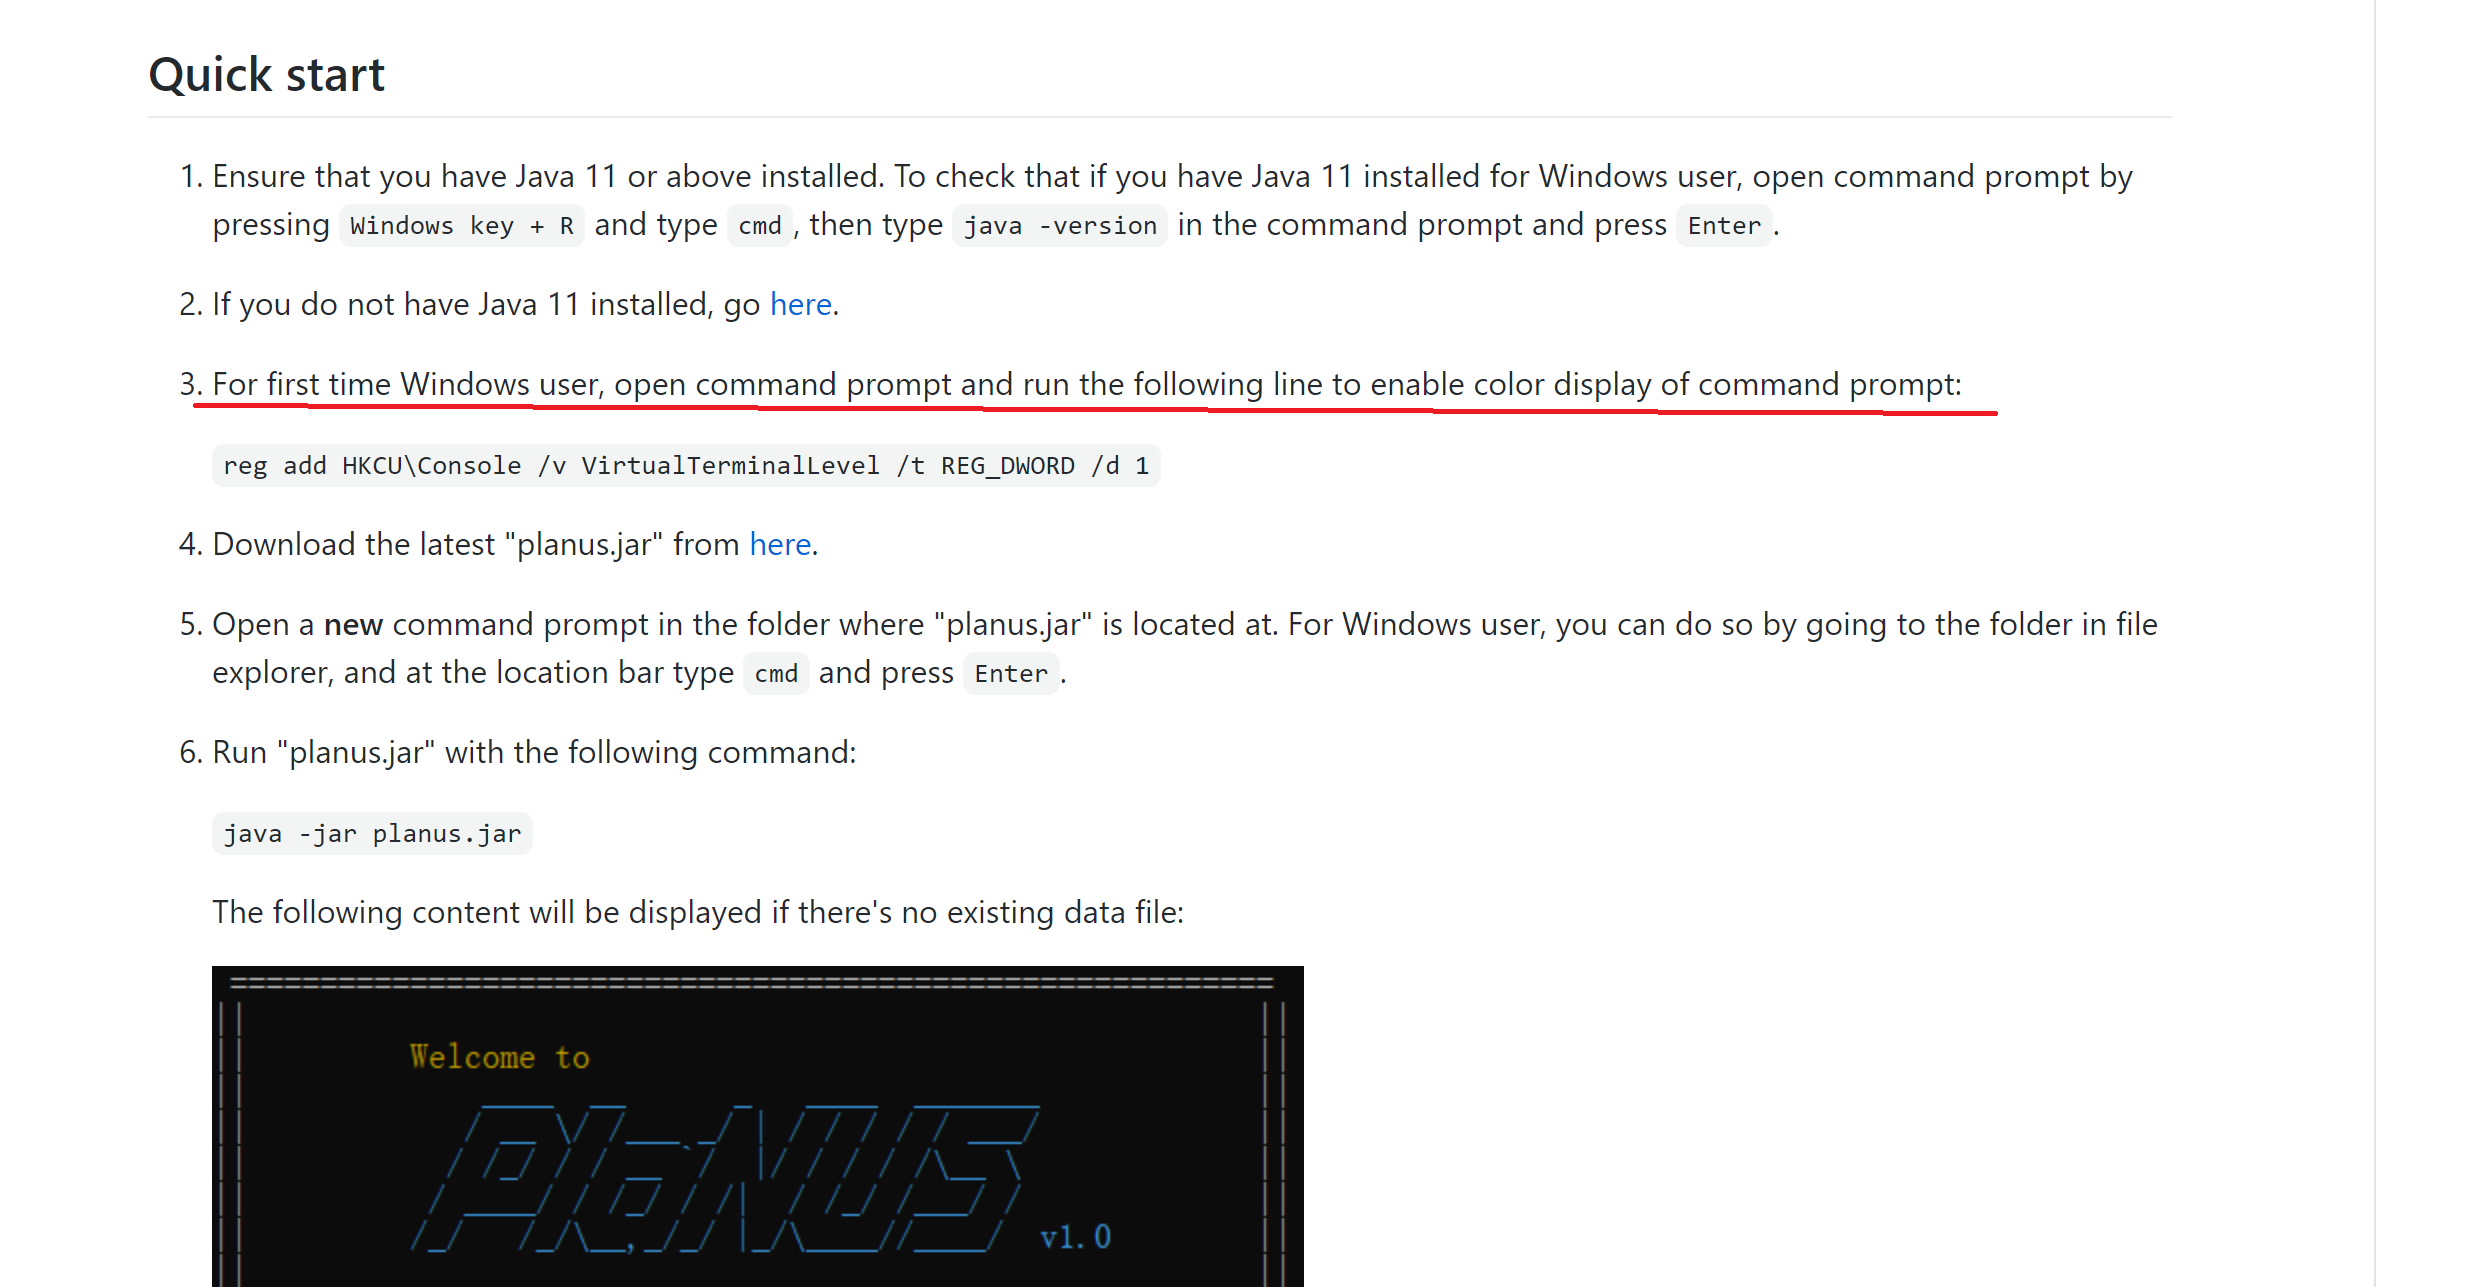 Quick start
1. Ensure that you have Java 11 or above installed. To check that if you have Java 11 installed for Windows user, open command prompt by
pressing Windows key + R and type cmd, then type java -version in the command prompt and press Enter.
2. If you do not have Java 11 installed, go here.
3. For first time Windows user, open command prompt and run the following line to enable color display of command prompt:
reg add HKCU\Console /v VirtualTerminalLevel /t REG_DWORD /d 1
4. Download the latest "planus.jar" from here.
5. Open a new command prompt in the folder where "planus.jar" is located at. For Windows user, you can do so by going to the folder in file
explorer, and at the location bar type cmd and press Enter.
6. Run "planus.jar" with the following command:
java -jar planus.jar
The following content will be displayed if there's no existing data file:
Welcome to
PlaNUS
v1.0